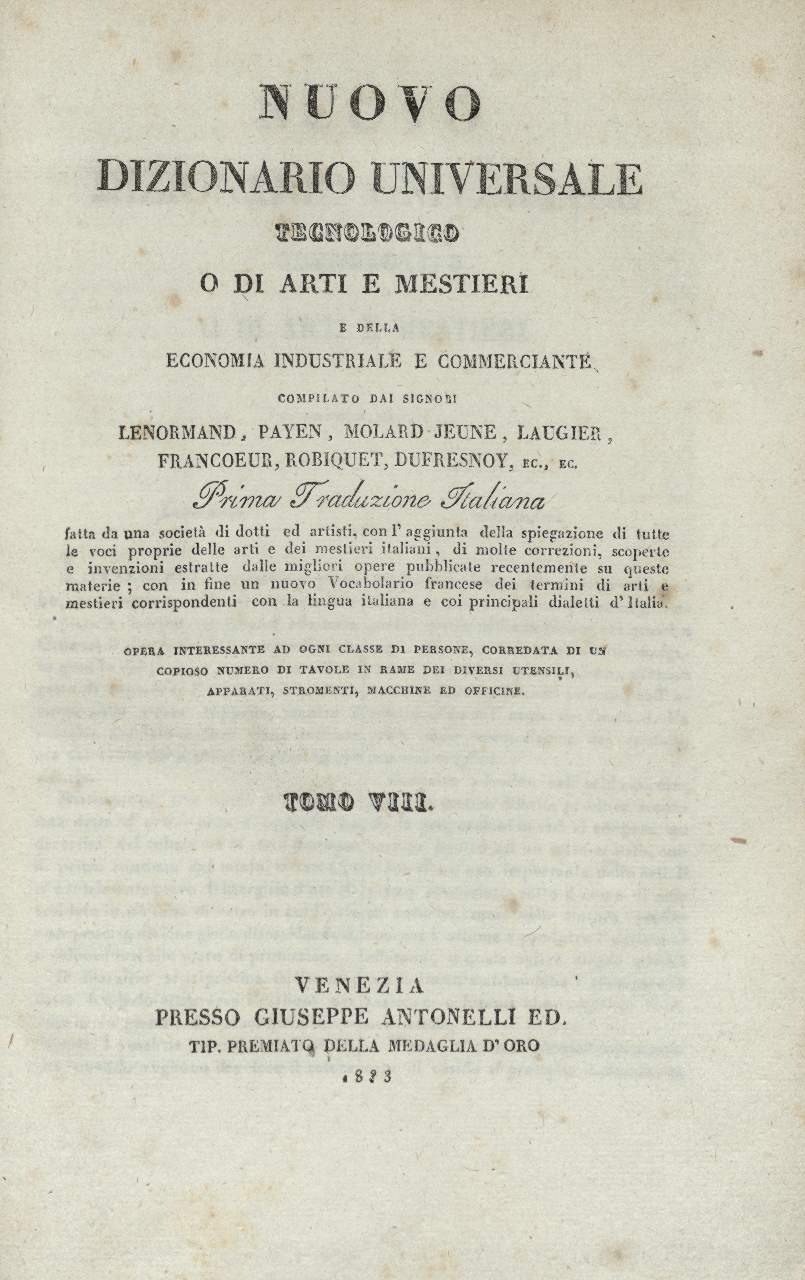 NUOVO
DIZIONARIO UNIVERSALE
TECNOLOGICO
O DI ARTI E MESTIERI
E DELLA
ECONOMIA INDUSTRIALE E COMMERCIANTE,
COMPILATO DAI SIGNORI
LENORMAND, PAYEN, MOLARD JEUNE, LAUGIER,
FRANCOEUR, ROBIQUET, DUFRESNOY, EC., EC.
Prima Traduzione Italiana
fatta da una società di dotti ed artisti, con l' aggiunta della spiegazione di tutte
le voci proprie delle arti e dei mestieri italiani, di molte correzioni, scoperte
e invenzioni estratte dalle migliori opere pubblicate recentemente su queste
materie; con in fine un nuovo Vocabolario francese dei termini di arti e
mestieri corrispondenti con la lingua italiana e coi principali dialetti d' Italia.
OPERA INTERESSANTE AD OGNI CLASSE DI PERSONE, CORREDATA DI UN
COPIOSO NUMERO DI TAVOLE IN RAME DEI DIVERSI UTENSILI,
APPARATI, STROMENTI, MACCHINE ED OFFICINE.
TOMO VIII.
VENEZIA
PRESSO GIUSEPPE ANTONELLI ED.
TIP. PREMIATO DELLA MEDAGLIA D' ORO